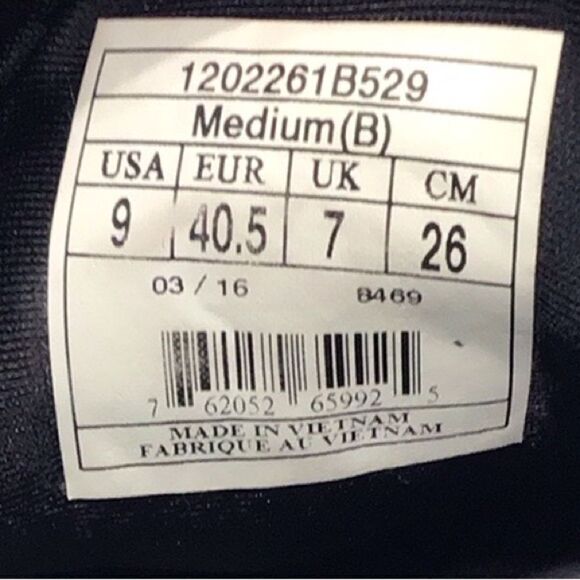 1202261B529
Medium(B)
USA EUR UK CM
9 40.5 7 26
03 / 16 8469
7 62052 65992 5
MADE IN VIETNAM
FABRIQUE AU VIETNAM